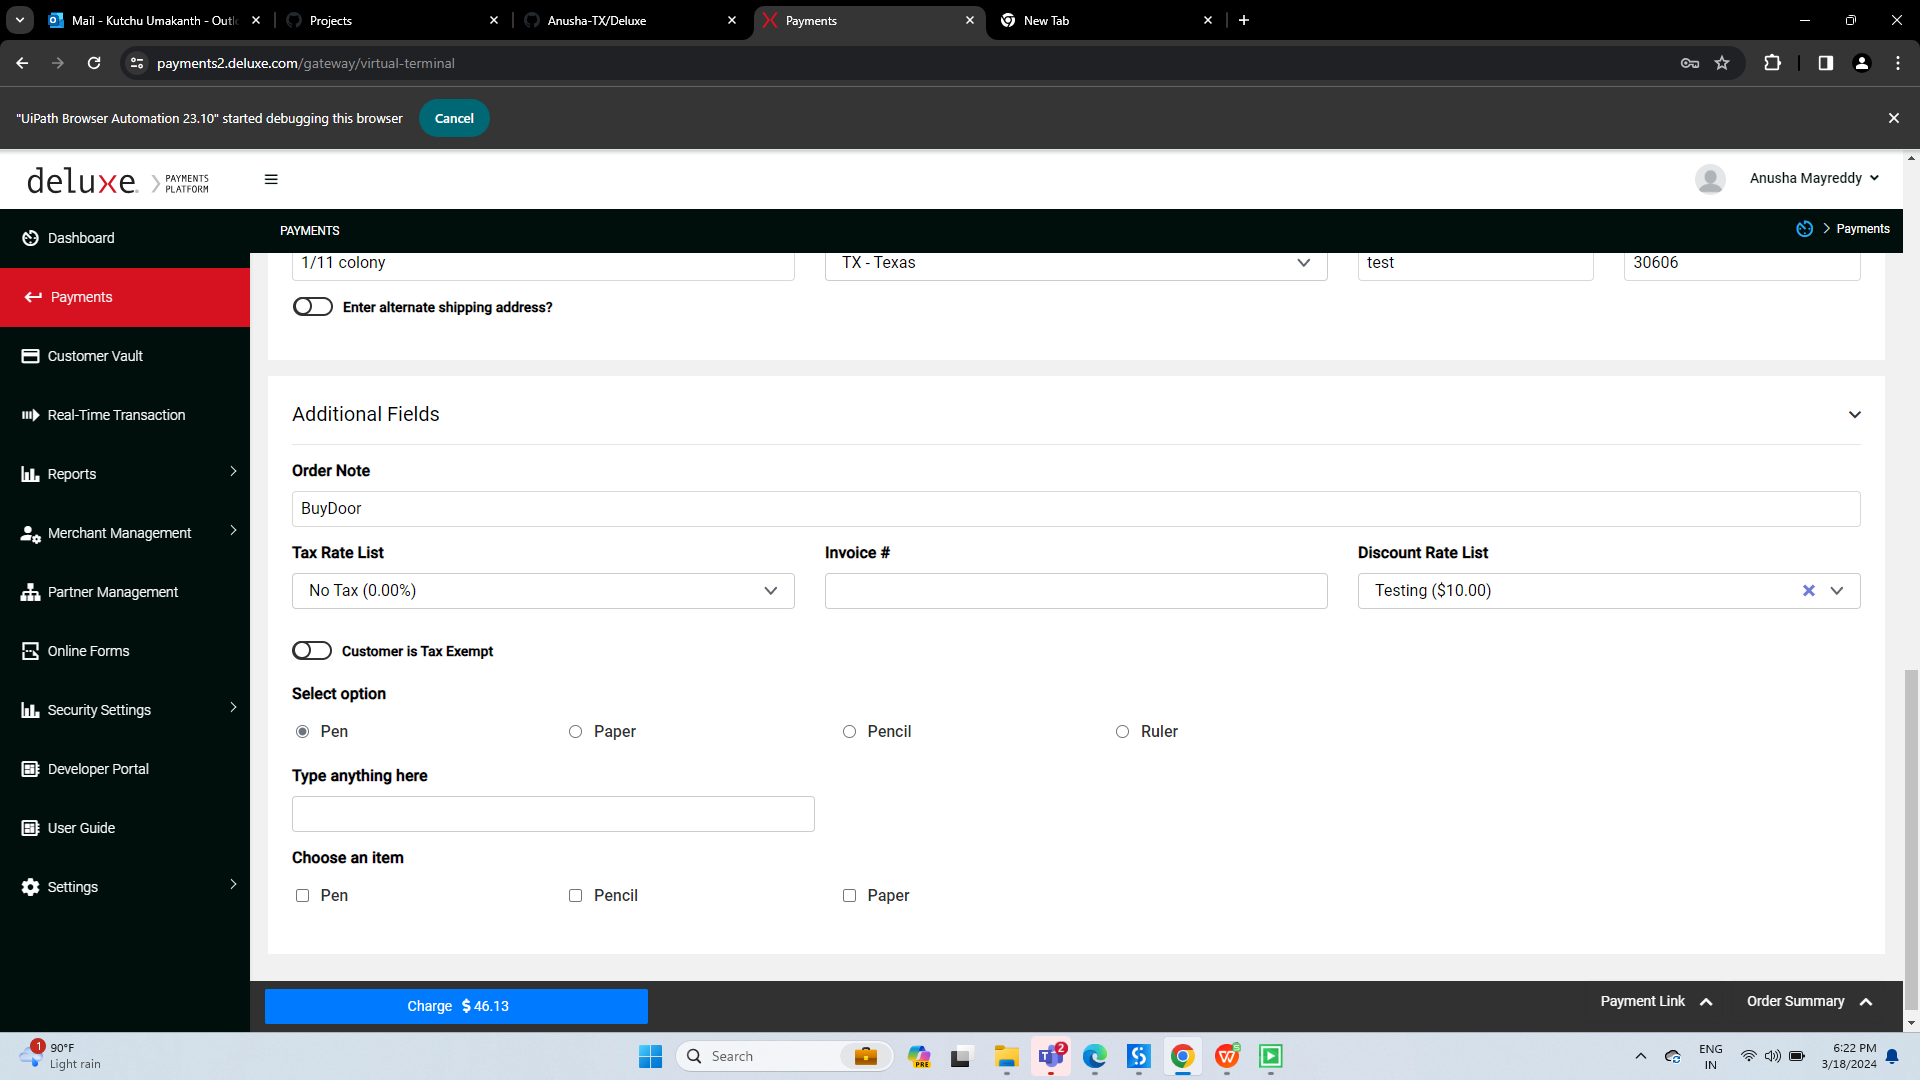 Mail - Kutchu Umakanth - Outl
Projects
Anusha-TX/Deluxe
Payments
New Tab
payments2.deluxe.com/gateway/virtual-terminal
"UiPath Browser Automation 23.10" started debugging this browser
Cancel
deluxe. PAYMENTS PLATFORM
Anusha Mayreddy
PAYMENTS
Payments
Dashboard
Payments
Customer Vault
Real-Time Transaction
Reports
Merchant Management
Partner Management
Online Forms
Security Settings
Developer Portal
User Guide
Settings
1/11 colony
TX - Texas
test
30606
Enter alternate shipping address?
Additional Fields
Order Note
BuyDoor
Tax Rate List
Invoice #
Discount Rate List
No Tax (0.00%)
Testing ($10.00)
Customer is Tax Exempt
Select option
Pen
Paper
Pencil
Ruler
Type anything here
Choose an item
Pen
Pencil
Paper
Charge $ 46.13
Payment Link
Order Summary
1
90°F
Light rain
Search
PRE
2
ENG
IN
6:22 PM
3/18/2024